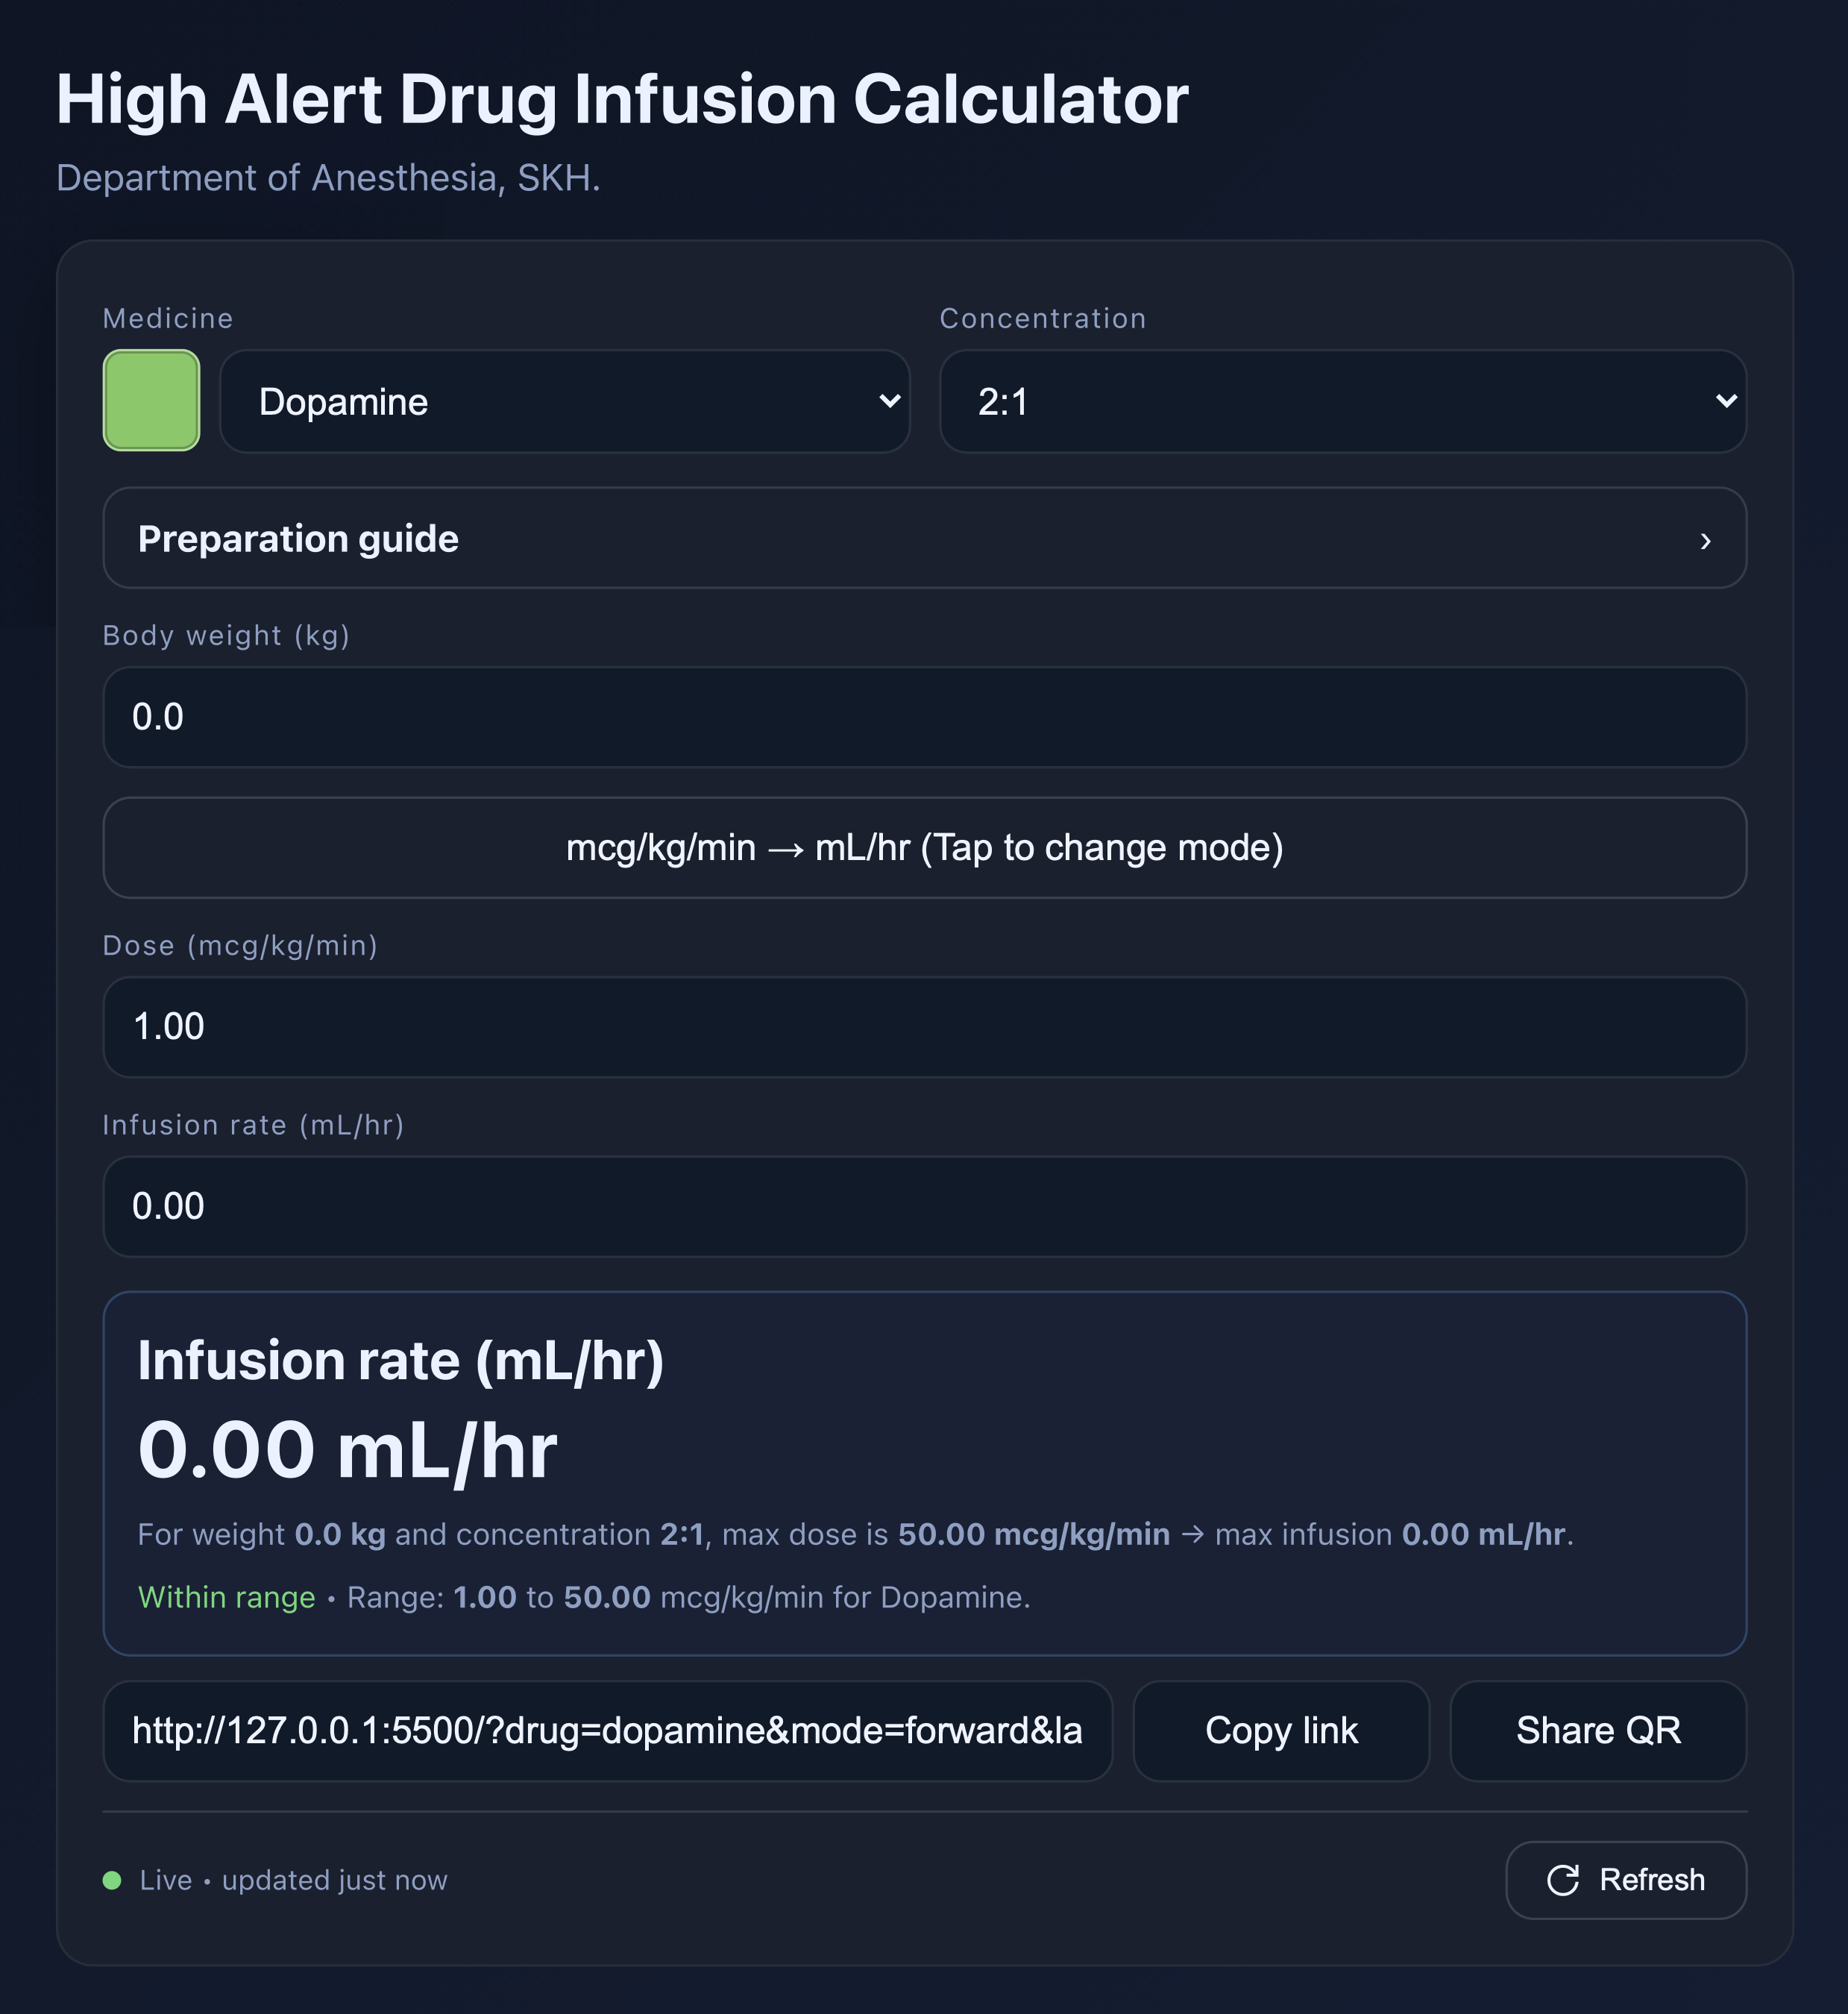 High Alert Drug Infusion Calculator
Department of Anesthesia, SKH.
Medicine
Concentration
Dopamine
2:1
Preparation guide
Body weight (kg)
0.0
mcg/kg/min → mL/hr (Tap to change mode)
Dose (mcg/kg/min)
1.00
Infusion rate (mL/hr)
0.00
Infusion rate (mL/hr)
0.00 mL/hr
For weight 0.0 kg and concentration 2:1, max dose is 50.00 mcg/kg/min → max infusion 0.00 mL/hr.
Within range • Range: 1.00 to 50.00 mcg/kg/min for Dopamine.
http://127.0.0.1:5500/?drug=dopamine&mode=forward&la
Copy link
Share QR
Live • updated just now
Refresh